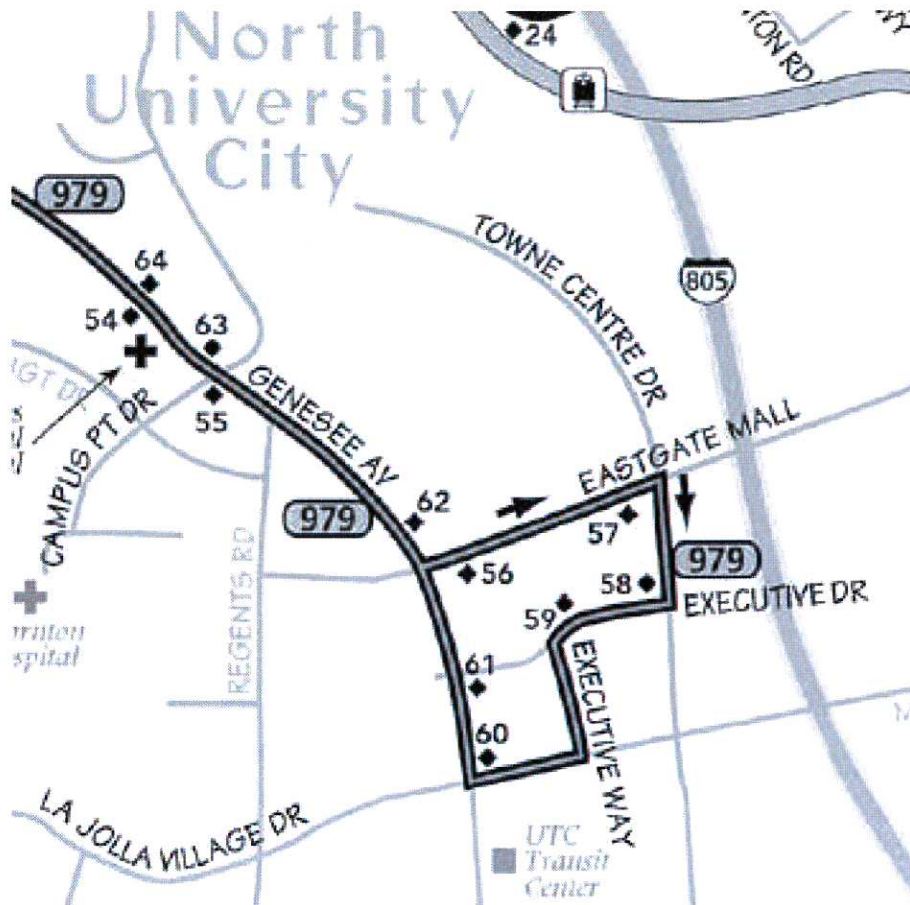 North
University
City
24
TON RD
979
64
54
63
55
TOWNE CENTRE DR
805
GENESEE AV
CAMPUS PT DR
EASTGATE MALL
62
979
57
56
979
58
59
EXECUTIVE DR
REGENTS RD
EXECUTIVE WAY
61
60
LA JOLLA VILLAGE DR
UTC
Transit
Center